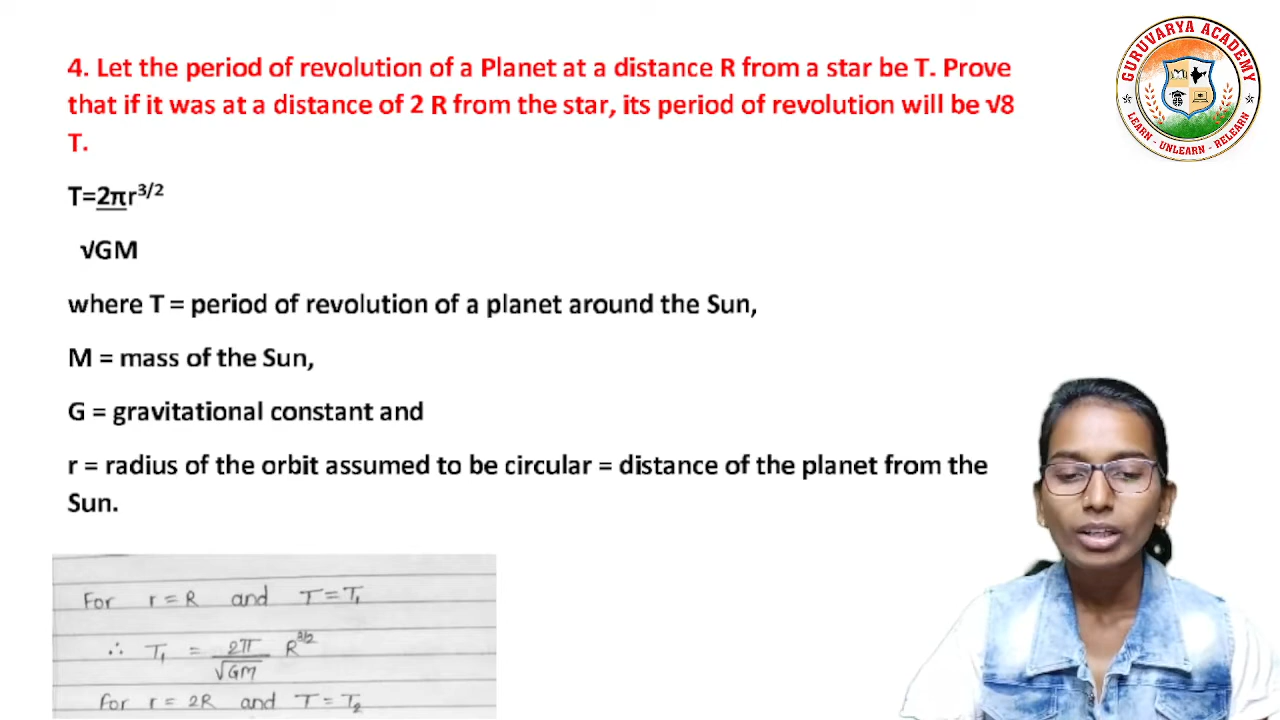 4. Let the period of revolution of a Planet at a distance R from a star be T. Prove
that if it was at a distance of 2 R from the star, its period of revolution will be √8
T.
T=2πr³/²
√GM
where T = period of revolution of a planet around the Sun,
M = mass of the Sun,
G = gravitational constant and
r = radius of the orbit assumed to be circular = distance of the planet from the
Sun.
For r = R and T = T₁
∴ T₁ = 2π/√GM R³/²
For r = 2R and T = T₂
GURUVARYA ACADEMY
LEARN - UNLEARN - RELEARN